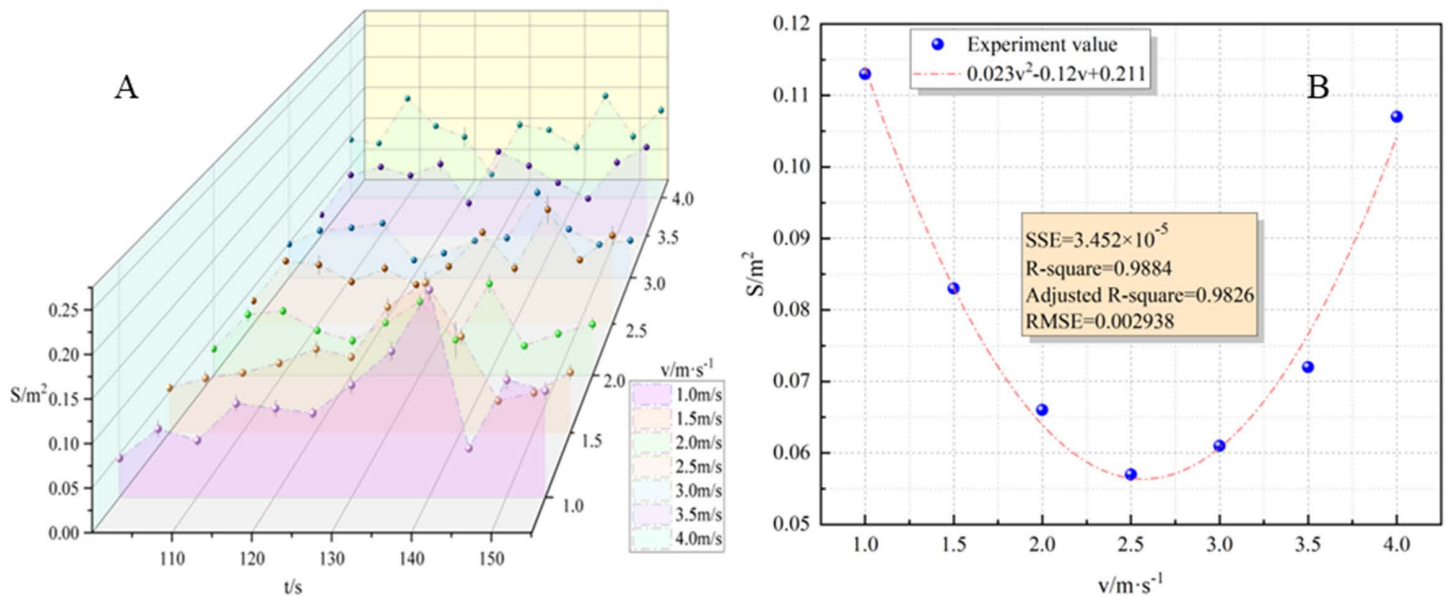 A
0.25
0.20
0.15
0.10
0.05
0.00
S/m²
110
120
130
140
150
t/s
4.0
3.5
3.0
2.5
2.0
1.5
1.0
v/m·s⁻¹
1.0m/s
1.5m/s
2.0m/s
2.5m/s
3.0m/s
3.5m/s
4.0m/s
B
Experiment value
0.023v²-0.12v+0.211
SSE=3.452×10⁻⁵
R-square=0.9884
Adjusted R-square=0.9826
RMSE=0.002938
0.12
0.11
0.10
0.09
0.08
0.07
0.06
0.05
S/m²
1.0
1.5
2.0
2.5
3.0
3.5
4.0
v/m·s⁻¹